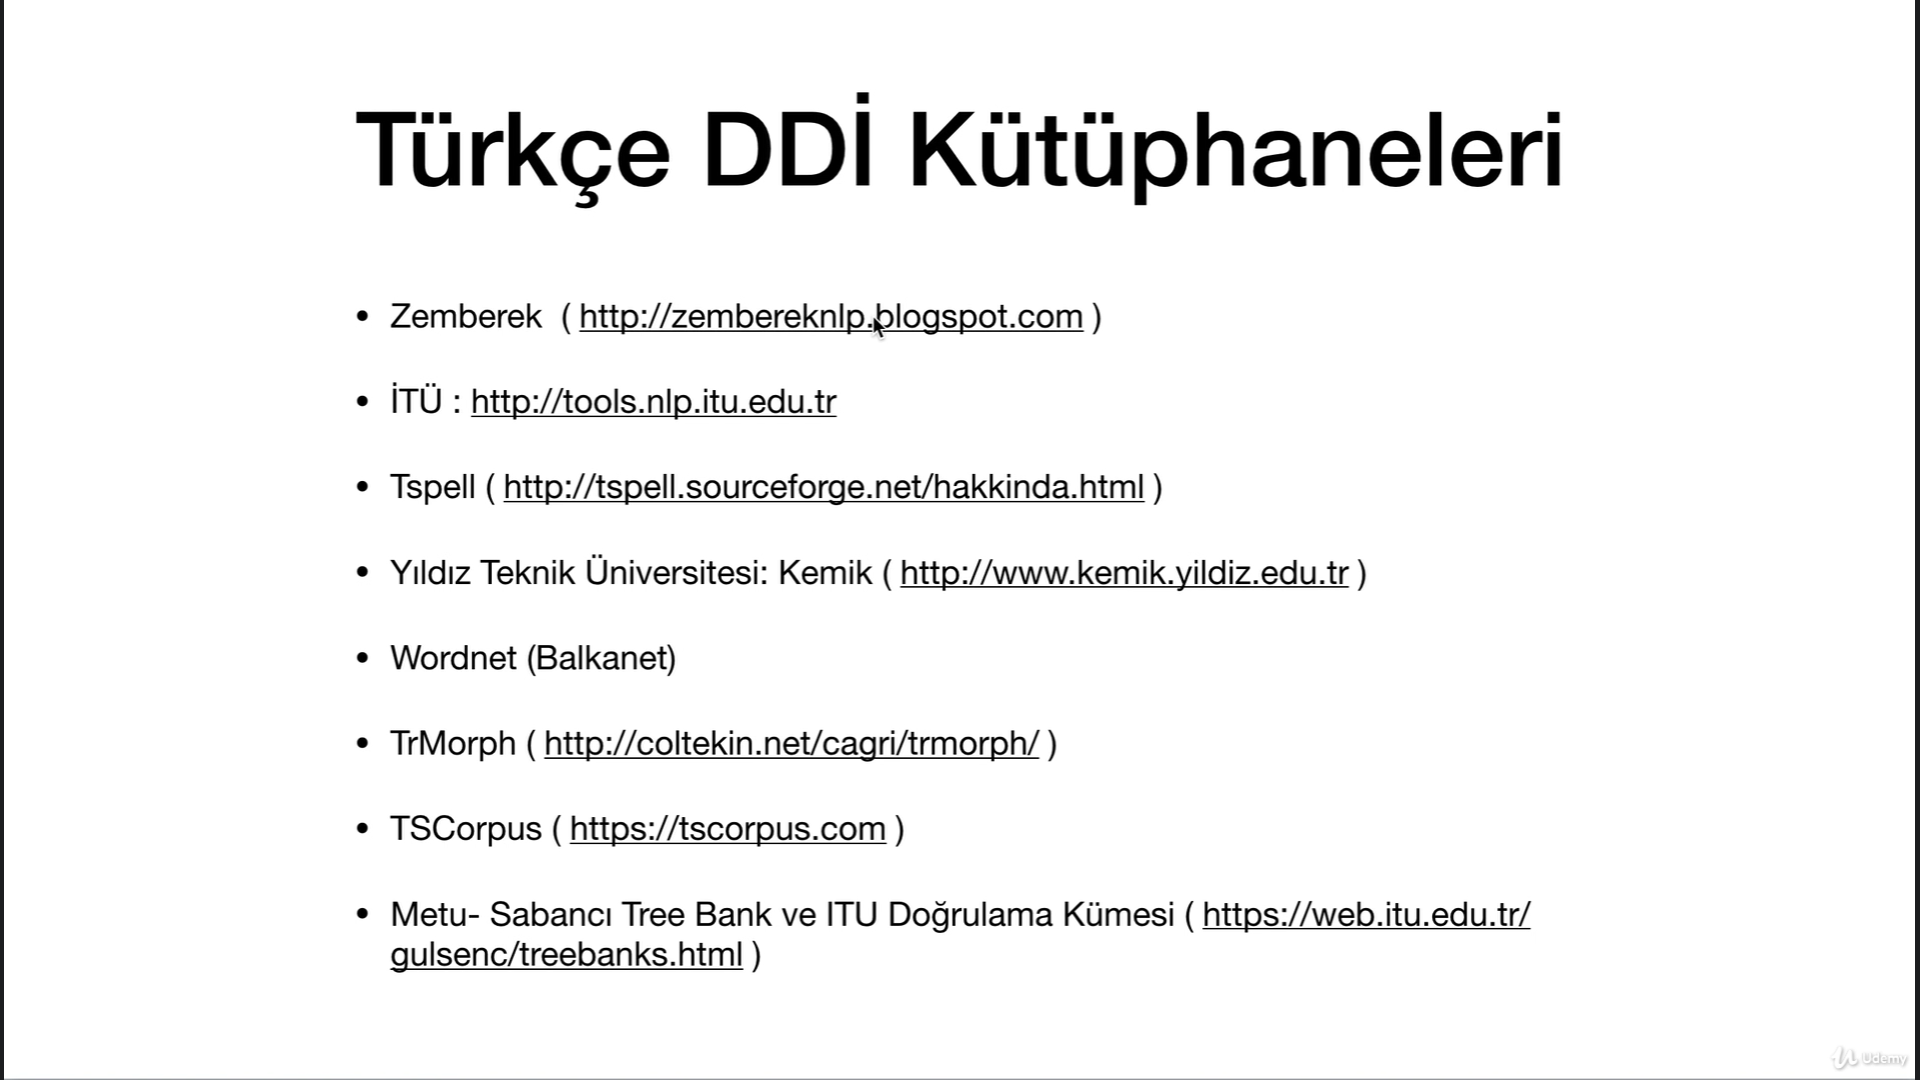 Türkçe DDİ Kütüphaneleri
• Zemberek ( http://zembereknlp.blogspot.com )
• İTÜ : http://tools.nlp.itu.edu.tr
• Tspell ( http://tspell.sourceforge.net/hakkinda.html )
• Yıldız Teknik Üniversitesi: Kemik ( http://www.kemik.yildiz.edu.tr )
• Wordnet (Balkanet)
• TrMorph ( http://coltekin.net/cagri/trmorph/ )
• TSCorpus ( https://tscorpus.com )
• Metu- Sabancı Tree Bank ve ITU Doğrulama Kümesi ( https://web.itu.edu.tr/
gulsenc/treebanks.html )
Udemy